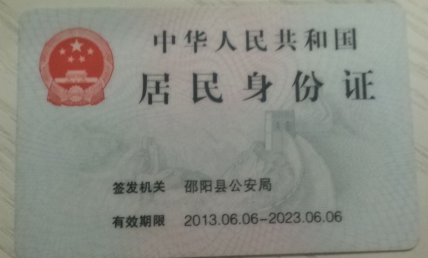 中华人民共和国
居民身份证
签发机关 邵阳县公安局
有效期限 2013.06.06-2023.06.06